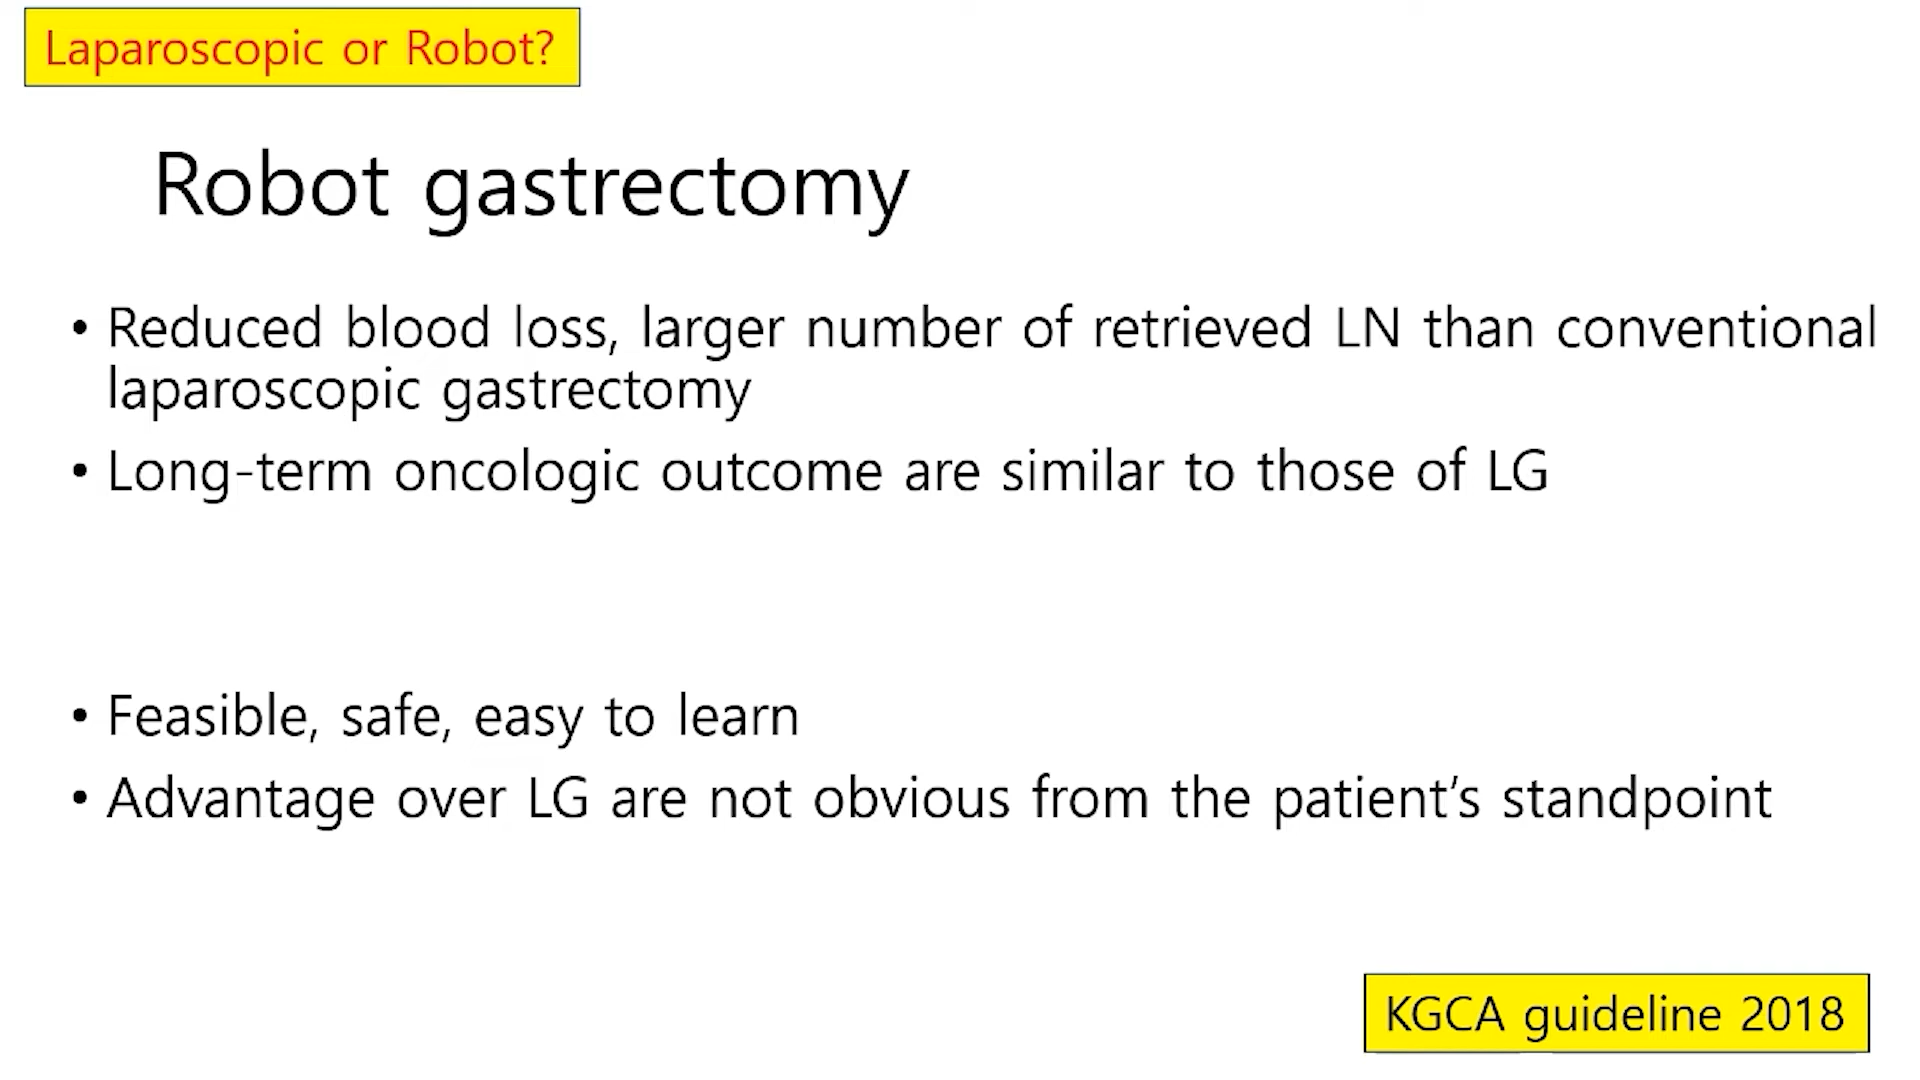 Laparoscopic or Robot?
Robot gastrectomy
• Reduced blood loss, larger number of retrieved LN than conventional
laparoscopic gastrectomy
• Long-term oncologic outcome are similar to those of LG
• Feasible, safe, easy to learn
• Advantage over LG are not obvious from the patient’s standpoint
KGCA guideline 2018